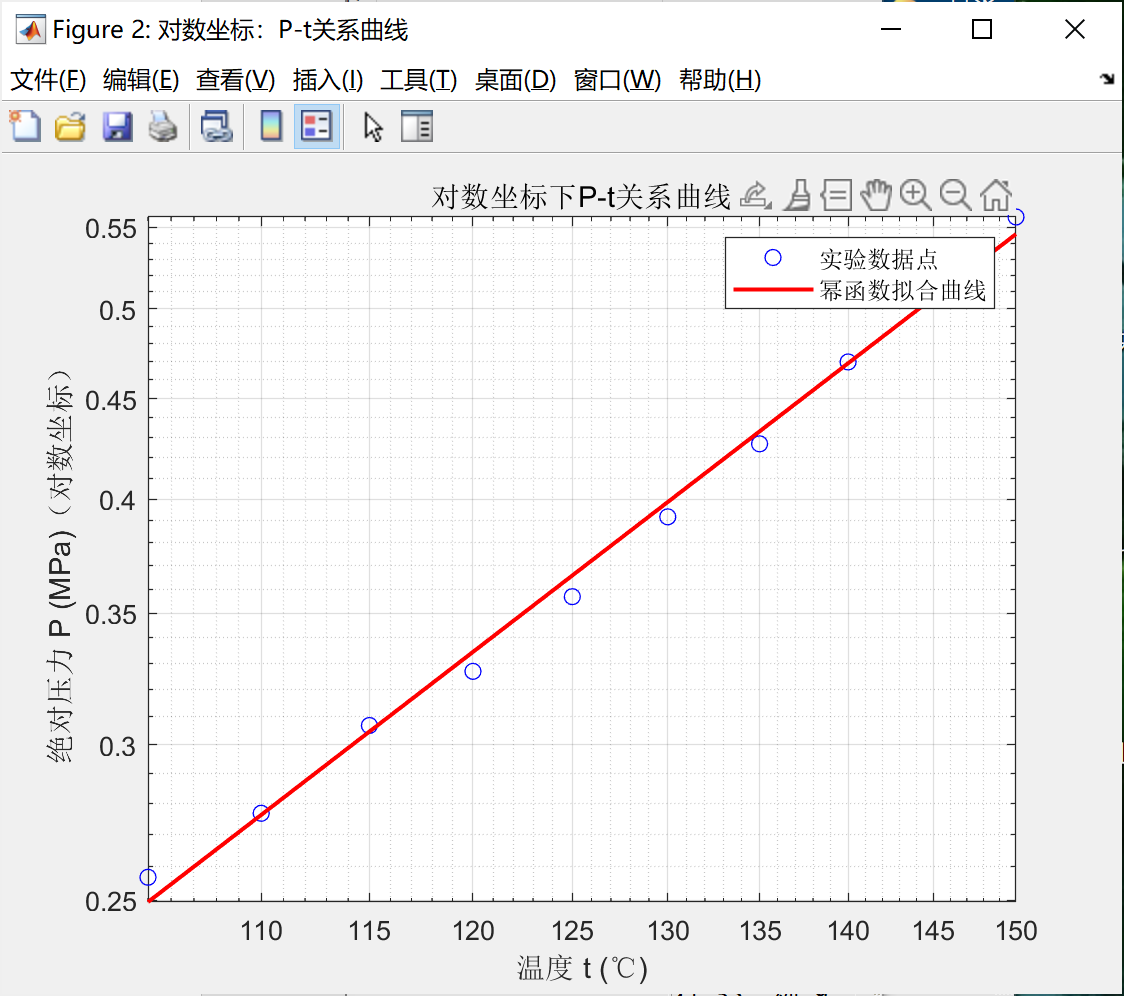 Figure 2: 对数坐标：P-t关系曲线
文件(F) 编辑(E) 查看(V) 插入(I) 工具(T) 桌面(D) 窗口(W) 帮助(H)
对数坐标下P-t关系曲线
实验数据点
幂函数拟合曲线
绝对压力 P (MPa)（对数坐标）
0.55
0.5
0.45
0.4
0.35
0.3
0.25
110 115 120 125 130 135 140 145 150
温度 t (℃)